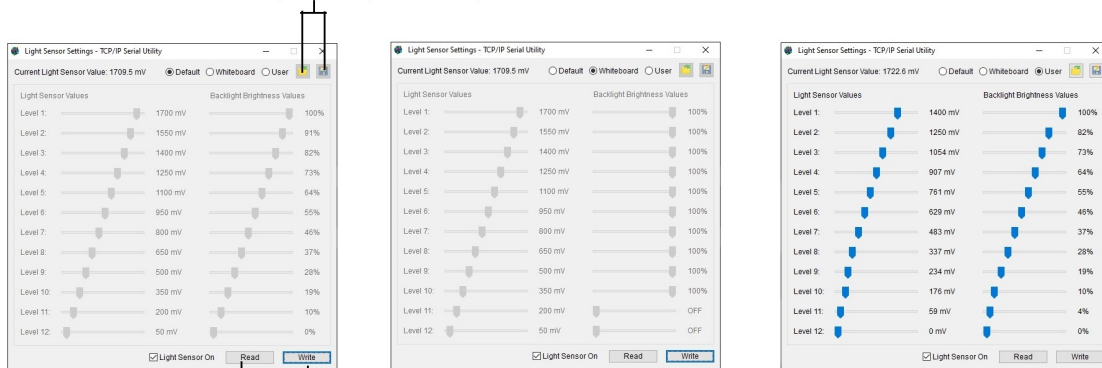 Light Sensor Settings - TCP/IP Serial Utility
Current Light Sensor Value: 1709.5 mV Default Whiteboard User
Light Sensor Values Backlight Brightness Values
Level 1: 1700 mV 100%
Level 2: 1550 mV 91%
Level 3: 1400 mV 82%
Level 4: 1250 mV 73%
Level 5: 1100 mV 64%
Level 6: 950 mV 55%
Level 7: 800 mV 46%
Level 8: 650 mV 37%
Level 9: 500 mV 28%
Level 10: 350 mV 19%
Level 11: 200 mV 10%
Level 12: 50 mV 0%
Light Sensor On Read Write
Light Sensor Settings - TCP/IP Serial Utility
Current Light Sensor Value: 1709.5 mV Default Whiteboard User
Light Sensor Values Backlight Brightness Values
Level 1: 1700 mV 100%
Level 2: 1550 mV 100%
Level 3: 1400 mV 100%
Level 4: 1250 mV 100%
Level 5: 1100 mV 100%
Level 6: 950 mV 100%
Level 7: 800 mV 100%
Level 8: 650 mV 100%
Level 9: 500 mV 100%
Level 10: 350 mV 100%
Level 11: 200 mV OFF
Level 12: 50 mV OFF
Light Sensor On Read Write
Light Sensor Settings - TCP/IP Serial Utility
Current Light Sensor Value: 1722.6 mV Default Whiteboard User
Light Sensor Values Backlight Brightness Values
Level 1: 1400 mV 100%
Level 2: 1250 mV 82%
Level 3: 1054 mV 73%
Level 4: 907 mV 64%
Level 5: 761 mV 55%
Level 6: 629 mV 46%
Level 7: 483 mV 37%
Level 8: 337 mV 28%
Level 9: 234 mV 19%
Level 10: 176 mV 10%
Level 11: 59 mV 4%
Level 12: 0 mV 0%
Light Sensor On Read Write